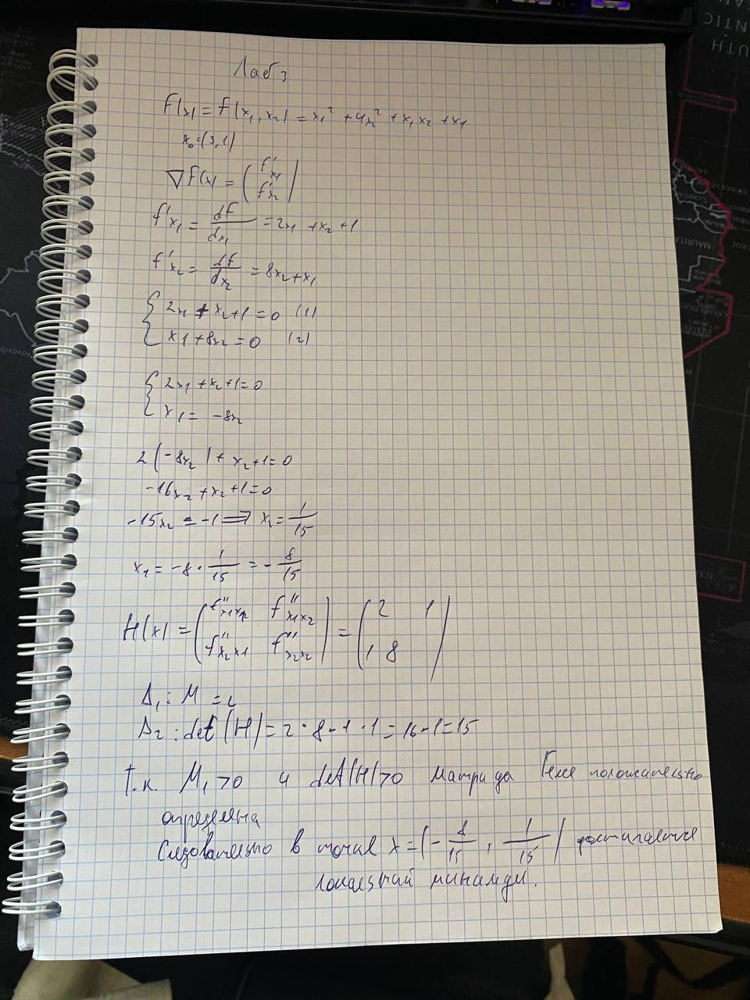 Лаб 3
f(x) = f(x₁, x₂) = x₁² + 4x₂² + x₁x₂ + x₁
x₀ = (3,1)
∇f(x) = (f'x₁
f'x₂)
f'x₁ = df/dx₁ = 2x₁ + x₂ + 1
f'x₂ = df/dx₂ = 8x₂ + x₁
{ 2x₁ + x₂ + 1 = 0 (1)
x₁ + 8x₂ = 0 (2)
{ 2x₁ + x₂ + 1 = 0
x₁ = -8x₂
2(-8x₂) + x₂ + 1 = 0
-16x₂ + x₂ + 1 = 0
-15x₂ = -1 => x₂ = 1/15
x₁ = -8 · 1/15 = -8/15
H(x) = (f''x₁x₁ f''x₁x₂ = (2 1
f''x₂x₁ f''x₂x₂) 1 8)
Δ₁: M = 2
Δ₂: det(H) = 2 · 8 - 1 · 1 = 16 - 1 = 15
Т.к. M₁ > 0 и det(H) > 0 матрица Гессе положительно
определена
Следовательно в точке x = (-8/15, 1/15) достигается
локальный минимум.
NOVOSIBI
MAURITA
UTH
ITIC
AN